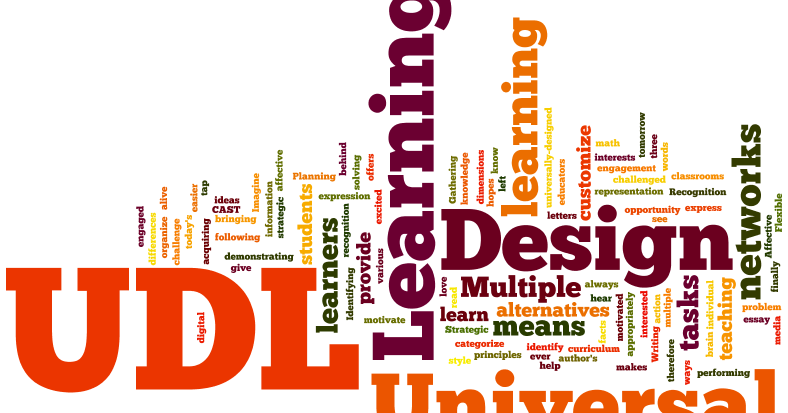 Learning
learning
universally-designed
customize
math
interests
tomorrow
three
words
engagement
classrooms
challenged
representation
Recognition
opportunity
express
see
letters
educators
Gathering
knowledge
dimensions
hopes
know
left
networks
Flexible
Affective
finally
behind
solving
offers
Planning
affective
expression
students
Imagine
information
strategic
tap
easier
alive
ideas
CAST
bringing
following
engaged
differences
organize
challenge
today's
acquiring
demonstrating
give
recognition
excited
provide
various
Identifying
learners
motivate
Design
UDL
digital
love
read
Multiple
always
hear
learn
alternatives
Strategic
means
facts
motivated
appropriately
interested
Writing
action
multiple
tasks
brain
individual
teaching
problem
essay
media
categorize
identify
curriculum
style
principles
ever
author's
help
makes
therefore
ways
performing
Universal